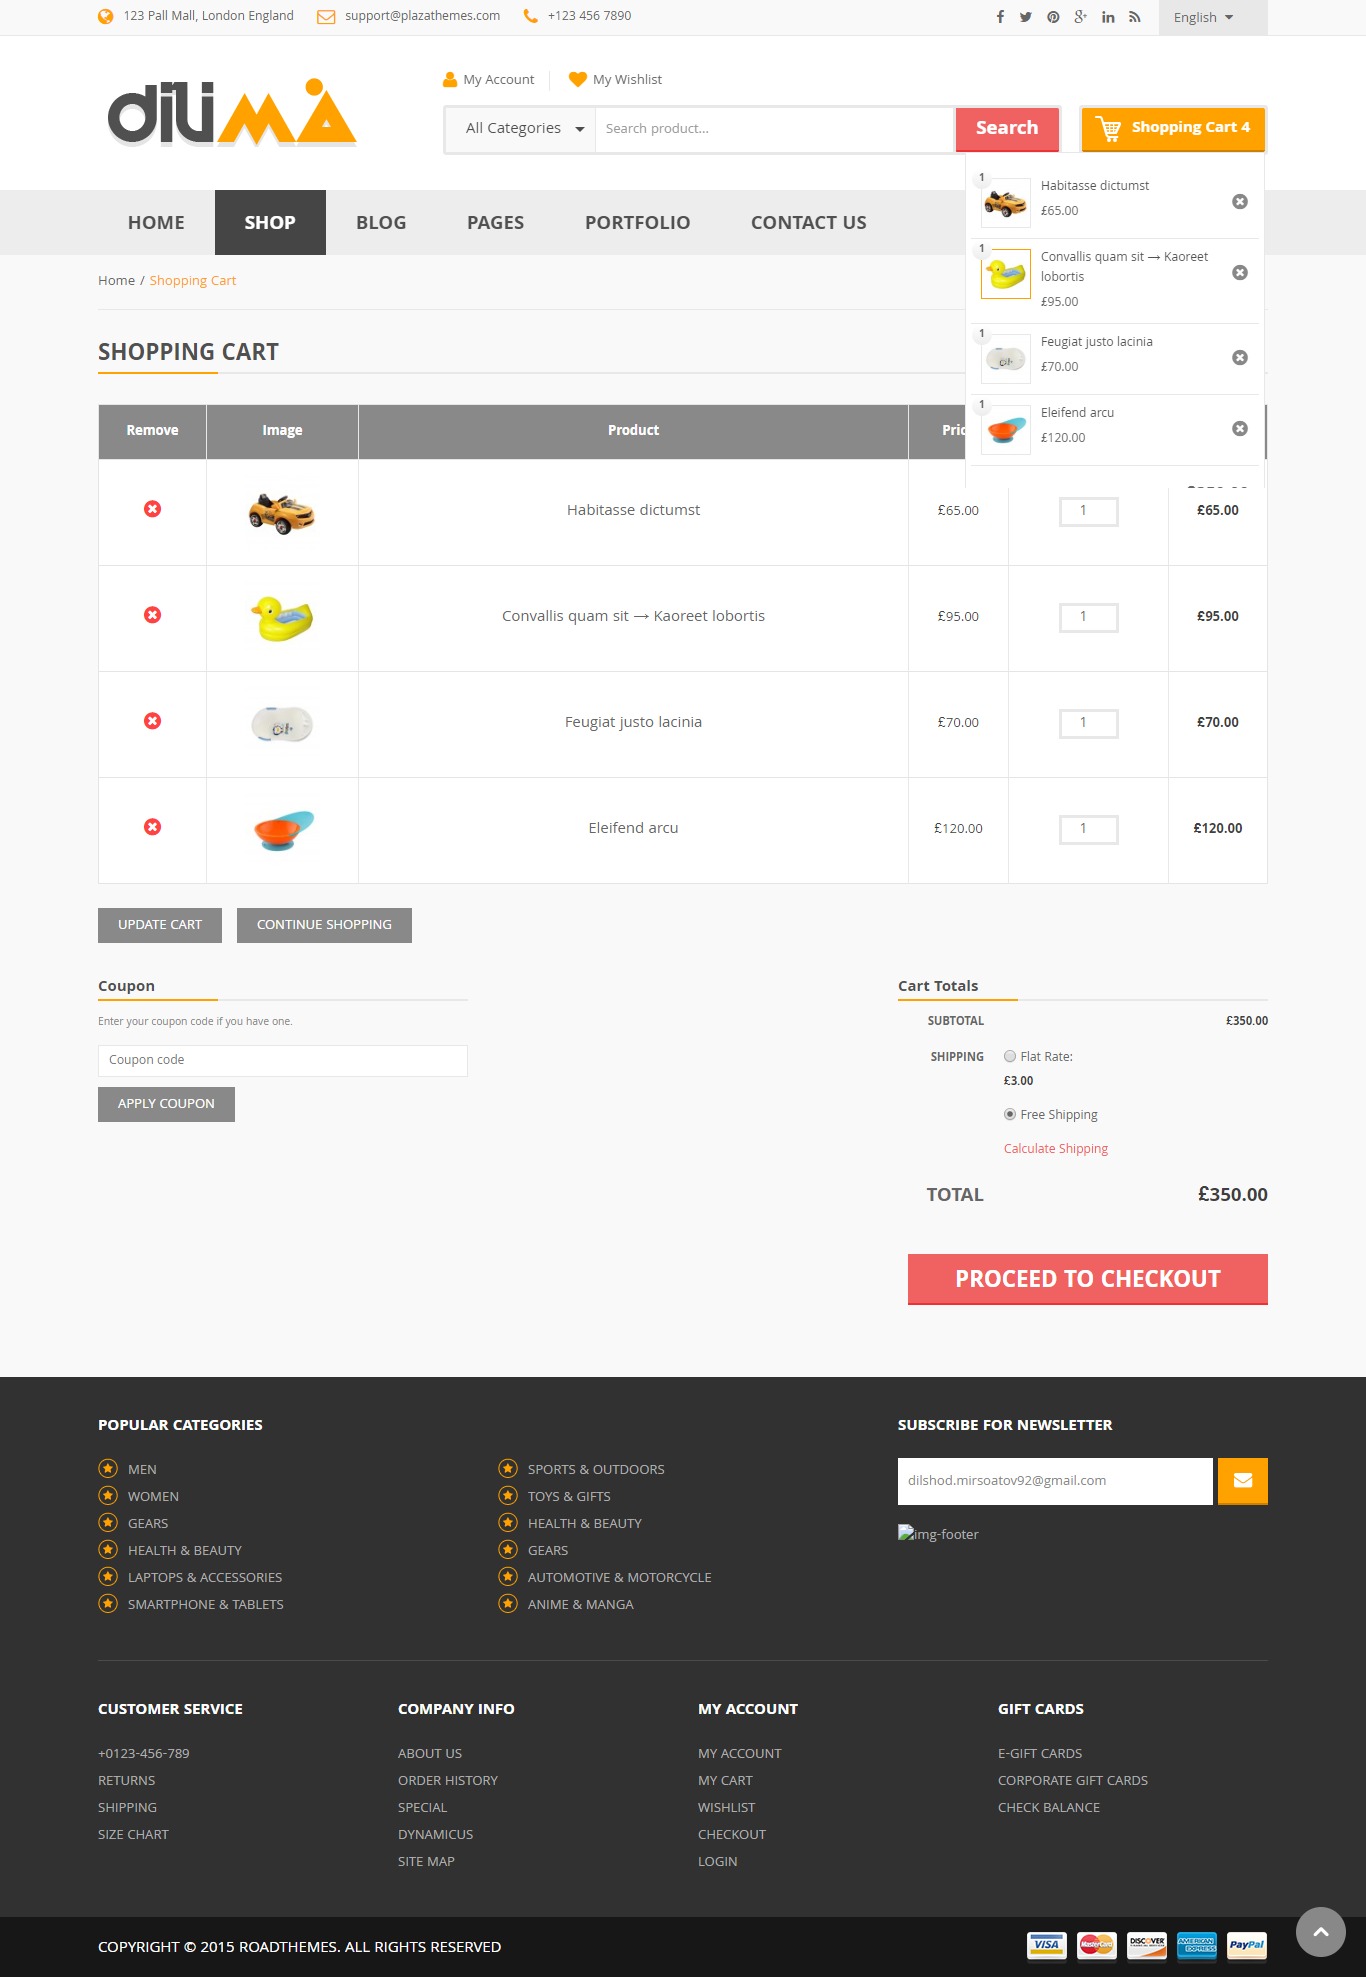 123 Pall Mall, London England support@plazathemes.com +123 456 7890 English
diliMA
My Account My Wishlist
All Categories Search product... Search Shopping Cart 4
1 Habitasse dictumst
£65.00
1 Convallis quam sit → Kaoreet
lobortis
£95.00
1 Feugiat justo lacinia
£70.00
1 Eleifend arcu
£120.00
HOME SHOP BLOG PAGES PORTFOLIO CONTACT US
Home / Shopping Cart
SHOPPING CART
Remove Image Product Pric
Habitasse dictumst £65.00 1 £65.00
Convallis quam sit → Kaoreet lobortis £95.00 1 £95.00
Feugiat justo lacinia £70.00 1 £70.00
Eleifend arcu £120.00 1 £120.00
UPDATE CART CONTINUE SHOPPING
Coupon
Enter your coupon code if you have one.
Coupon code
APPLY COUPON
Cart Totals
SUBTOTAL £350.00
SHIPPING Flat Rate:
£3.00
Free Shipping
Calculate Shipping
TOTAL £350.00
PROCEED TO CHECKOUT
POPULAR CATEGORIES
MEN
WOMEN
GEARS
HEALTH & BEAUTY
LAPTOPS & ACCESSORIES
SMARTPHONE & TABLETS
SPORTS & OUTDOORS
TOYS & GIFTS
HEALTH & BEAUTY
GEARS
AUTOMOTIVE & MOTORCYCLE
ANIME & MANGA
SUBSCRIBE FOR NEWSLETTER
dilshod.mirsoatov92@gmail.com
img-footer
CUSTOMER SERVICE
+0123-456-789
RETURNS
SHIPPING
SIZE CHART
COMPANY INFO
ABOUT US
ORDER HISTORY
SPECIAL
DYNAMICUS
SITE MAP
MY ACCOUNT
MY ACCOUNT
MY CART
WISHLIST
CHECKOUT
LOGIN
GIFT CARDS
E-GIFT CARDS
CORPORATE GIFT CARDS
CHECK BALANCE
COPYRIGHT © 2015 ROADTHEMES. ALL RIGHTS RESERVED
VISA MasterCard DISCOVER AMERICAN EXPRESS PayPal